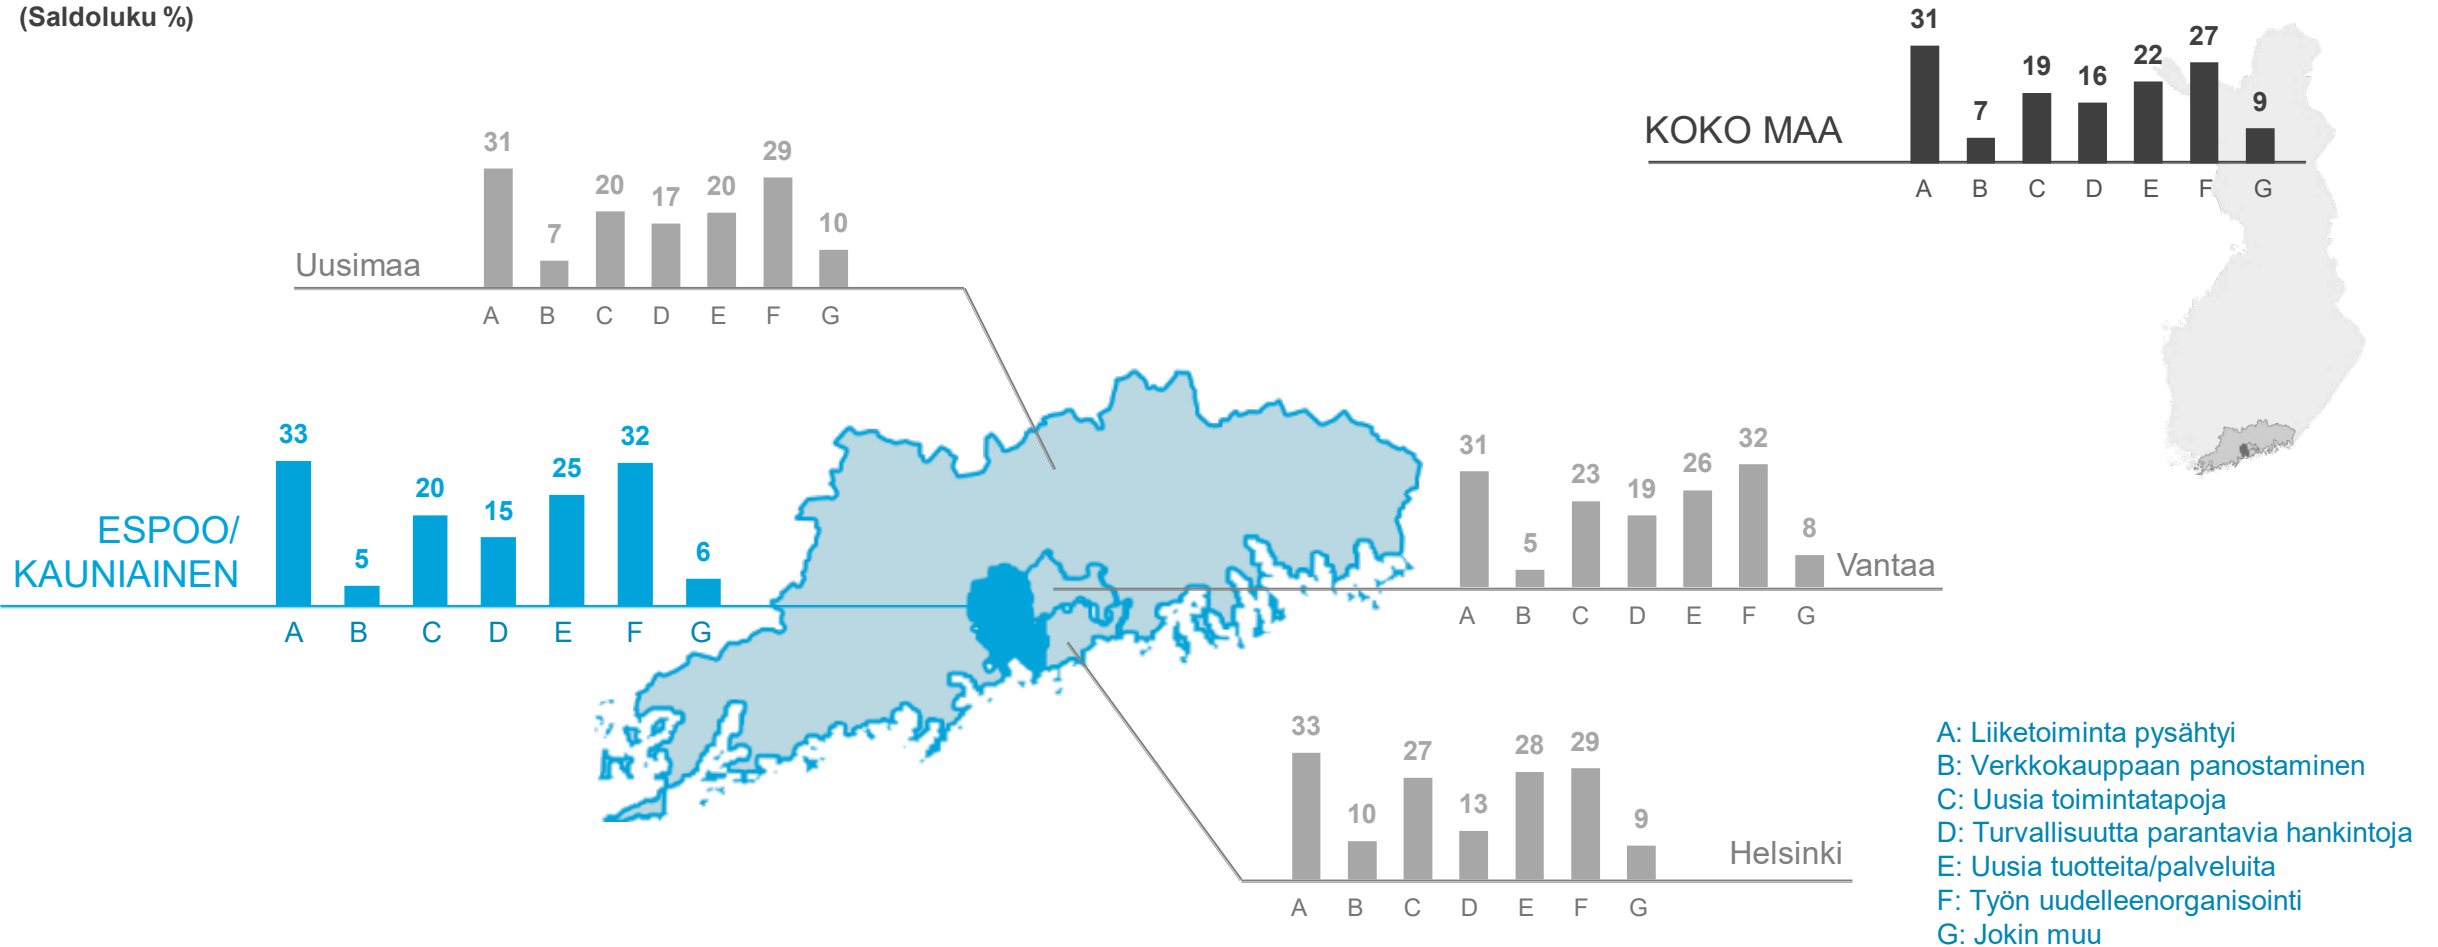 (Saldoluku %)
31
7
19
16
22
27
9
KOKO MAA
A B C D E F G
31
7
20
17
20
29
10
Uusimaa
A B C D E F G
33
5
20
15
25
32
6
ESPOO/
KAUNIAINEN
A B C D E F G
31
5
23
19
26
32
8
Vantaa
A B C D E F G
33
10
27
13
28
29
9
Helsinki
A B C D E F G
A: Liiketoiminta pysähtyi
B: Verkkokauppaan panostaminen
C: Uusia toimintatapoja
D: Turvallisuutta parantavia hankintoja
E: Uusia tuotteita/palveluita
F: Työn uudelleenorganisointi
G: Jokin muu